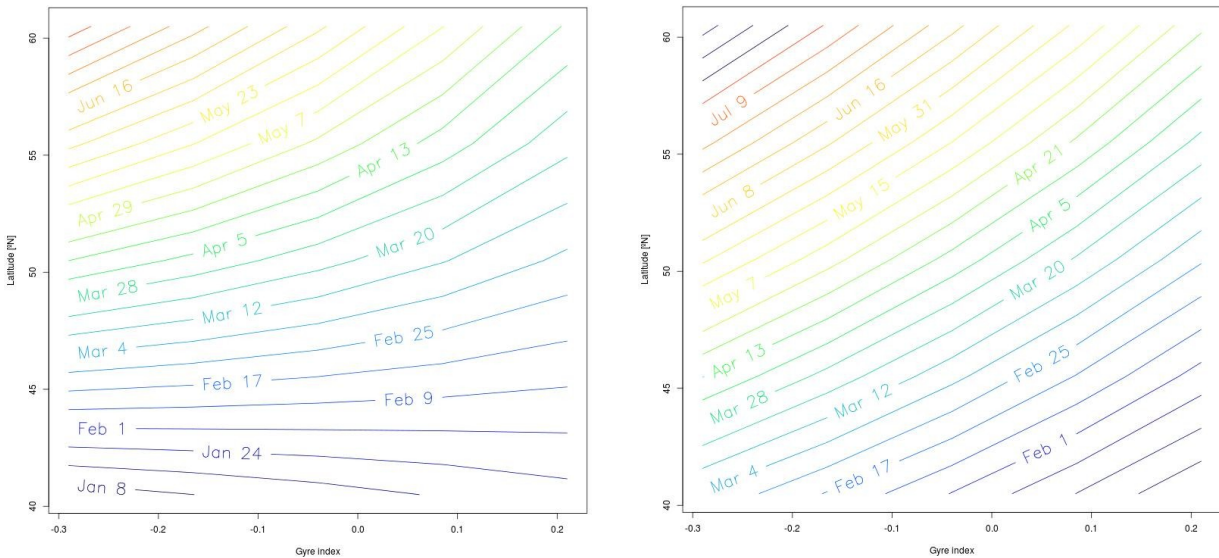 60
55
50
45
40
Latitude [ºN]
-0.3 -0.2 -0.1 0.0 0.1 0.2
Gyre index
Jun 16
May 23
May 7
Apr 13
Apr 29
Apr 5
Mar 20
Mar 28
Mar 12
Mar 4
Feb 25
Feb 17
Feb 9
Feb 1
Jan 24
Jan 8
60
55
50
45
40
Latitude [ºN]
-0.3 -0.2 -0.1 0.0 0.1 0.2
Gyre index
Jul 9
Jun 16
May 31
Jun 8
May 15
Apr 21
Apr 5
May 7
Mar 20
Apr 13
Feb 25
Mar 28
Mar 12
Mar 4
Feb 17
Feb 1